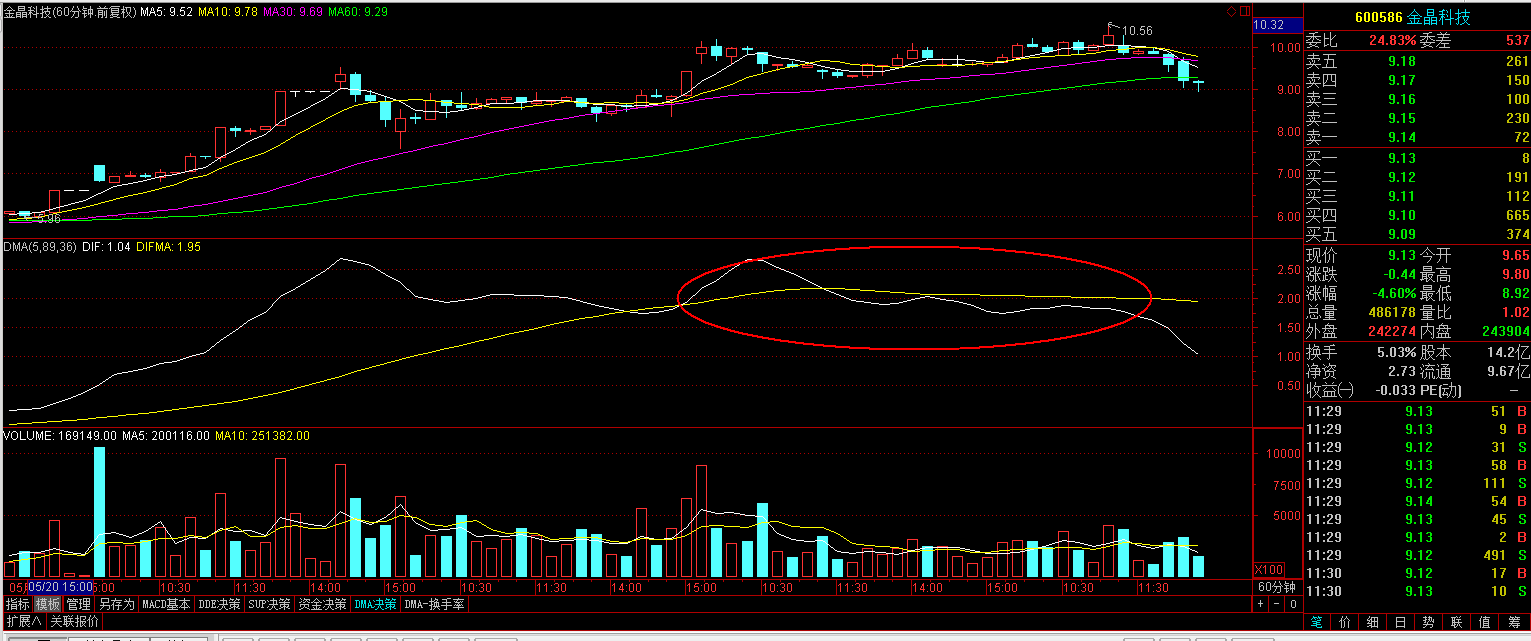 金晶科技(60分钟.前复权) MA5: 9.52 MA10: 9.78 MA30: 9.69 MA60: 9.29
10.32
10.56
10.00
9.00
8.00
7.00
6.00
DMA(5,89,36) DIF: 1.04 DIFMA: 1.95
2.50
2.00
1.50
1.00
0.50
VOLUME: 169149.00 MA5: 200116.00 MA10: 251382.00
10000
7500
5000
X100
05/20 15:00 10:30 11:30 14:00 15:00 10:30 11:30 14:00 15:00 10:30 11:30 14:00 15:00 10:30 11:30 60分钟
指标 模板 管理 另存为 MACD基本 DDE决策 SUP决策 资金决策 DMA决策 DMA-换手率 + - 0
扩展∧ 关联报价
600586 金晶科技
委比 24.83% 委差 537
卖五 9.18 261
卖四 9.17 150
卖三 9.16 100
卖二 9.15 230
卖一 9.14 72
买一 9.13 8
买二 9.12 191
买三 9.11 112
买四 9.10 665
买五 9.09 374
现价 9.13 今开 9.65
涨跌 -0.44 最高 9.80
涨幅 -4.60% 最低 8.92
总量 486178 量比 1.02
外盘 242274 内盘 243904
换手 5.03% 股本 14.2亿
净资 2.73 流通 9.67亿
收益(一) -0.033 PE(动) —
11:29 9.13 51 B
11:29 9.13 9 B
11:29 9.12 31 S
11:29 9.13 58 B
11:29 9.12 111 S
11:29 9.14 54 B
11:29 9.13 45 S
11:29 9.13 2 B
11:29 9.12 491 S
11:30 9.12 17 B
11:30 9.13 10 S
笔 价 细 日 势 联 值 筹